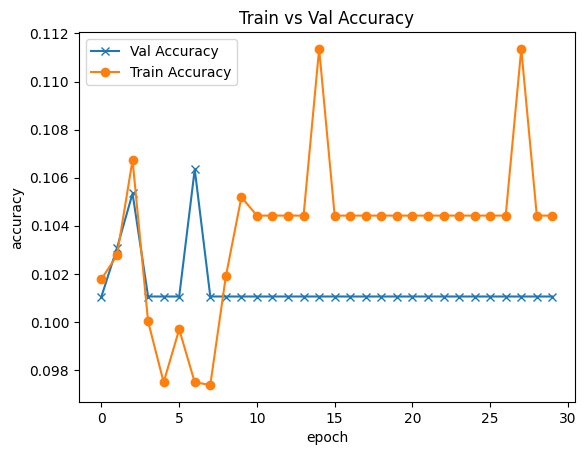 Train vs Val Accuracy
Val Accuracy
Train Accuracy
accuracy
0.112
0.110
0.108
0.106
0.104
0.102
0.100
0.098
0 5 10 15 20 25 30
epoch